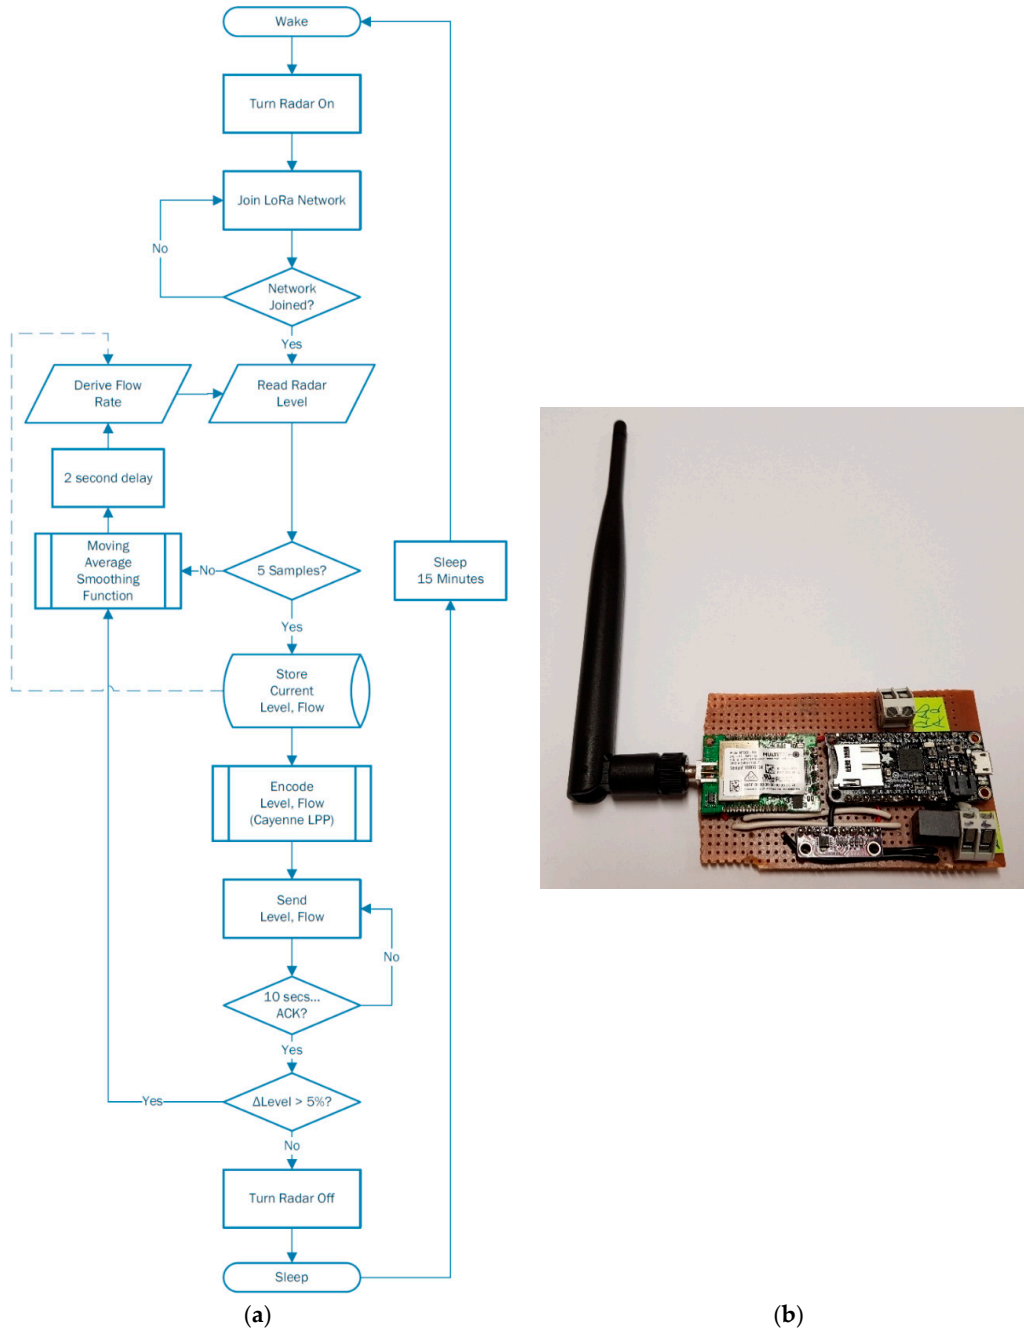 Wake
Turn Radar On
Join LoRa Network
No
Network
Joined?
Yes
Derive Flow
Rate
Read Radar
Level
2 second delay
Moving
Average
Smoothing
Function
No
5 Samples?
Sleep
15 Minutes
Yes
Store
Current
Level, Flow
Encode
Level, Flow
(Cayenne LPP)
Send
Level, Flow
No
10 secs...
ACK?
Yes
Yes
ΔLevel > 5%?
No
Turn Radar Off
Sleep
(a)
(b)